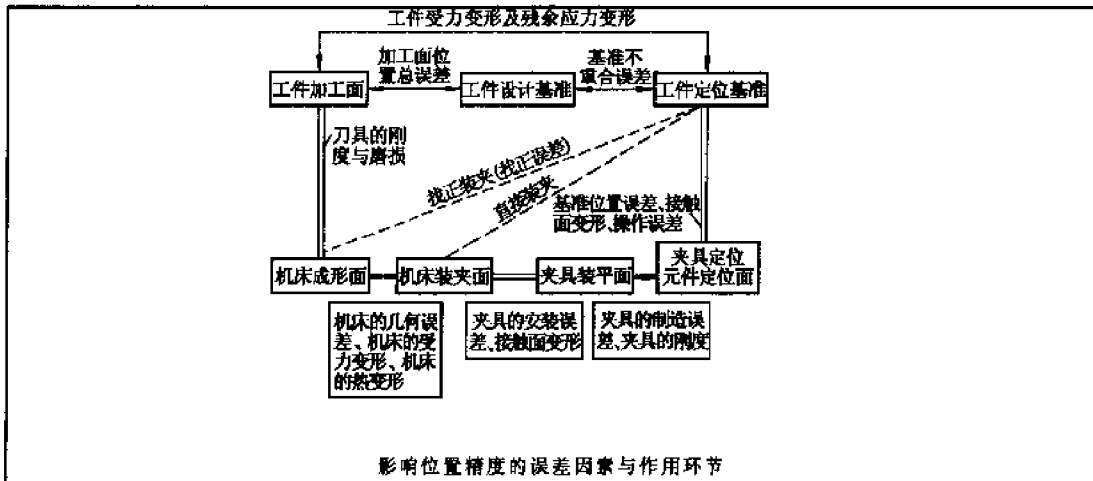 工件受力变形及残余应力变形
加工面位
置总误差
基准不
重合误差
工件加工面
工件设计基准
工件定位基准
刀具的刚
度与磨损
找正装夹(找正误差)
直接装夹
基准位置误差、接触
面变形、操作误差
机床成形面
机床装夹面
夹具装平面
夹具定位
元件定位面
机床的几何误
差、机床的受
力变形、机床
的热变形
夹具的安装误
差、接触面变形
夹具的制造误
差、夹具的刚度
影响位置精度的误差因素与作用环节